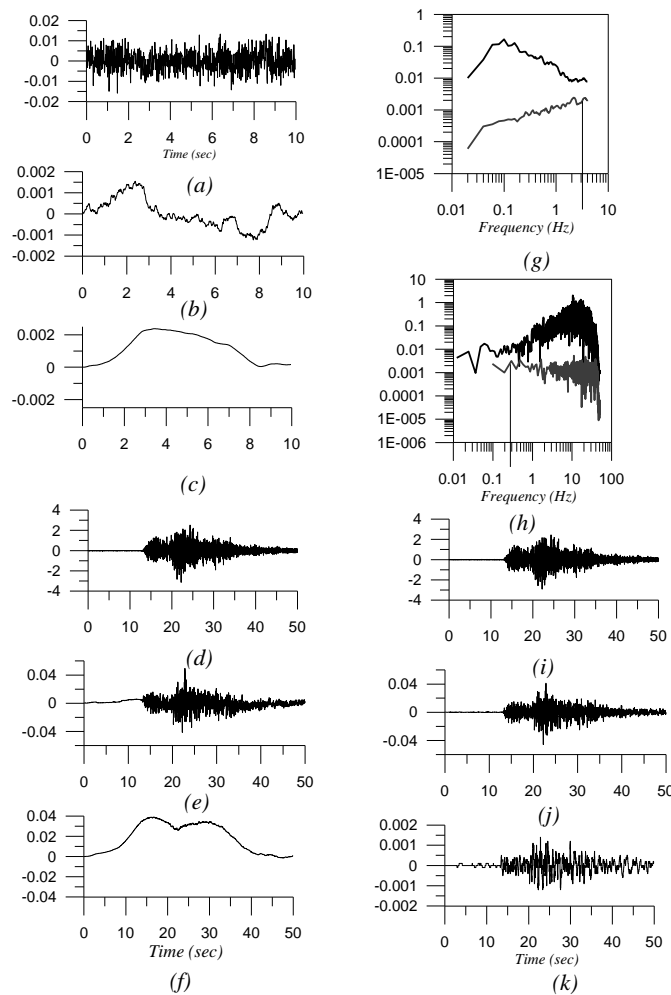 0.02
0.01
0
-0.01
-0.02
0 2 4 6 8 10
Time (sec)
(a)
0.002
0.001
0
-0.001
-0.002
0 2 4 6 8 10
(b)
0.002
0
-0.002
0 2 4 6 8 10
(c)
4
2
0
-2
-4
0 10 20 30 40 50
(d)
0.04
0
-0.04
0 10 20 30 40 50
(e)
0.04
0.02
0
-0.02
-0.04
0 10 20 30 40 50
Time (sec)
(f)
1
0.1
0.01
0.001
0.0001
1E-005
0.01 0.1 1 10
Frequency (Hz)
(g)
10
1
0.1
0.01
0.001
0.0001
1E-005
1E-006
0.01 0.1 1 10 100
Frequency (Hz)
(h)
4
2
0
-2
-4
0 10 20 30 40 50
(i)
0.04
0
-0.04
0 10 20 30 40 50
(j)
0.002
0.001
0
-0.001
-0.002
0 10 20 30 40 50
Time (sec)
(k)